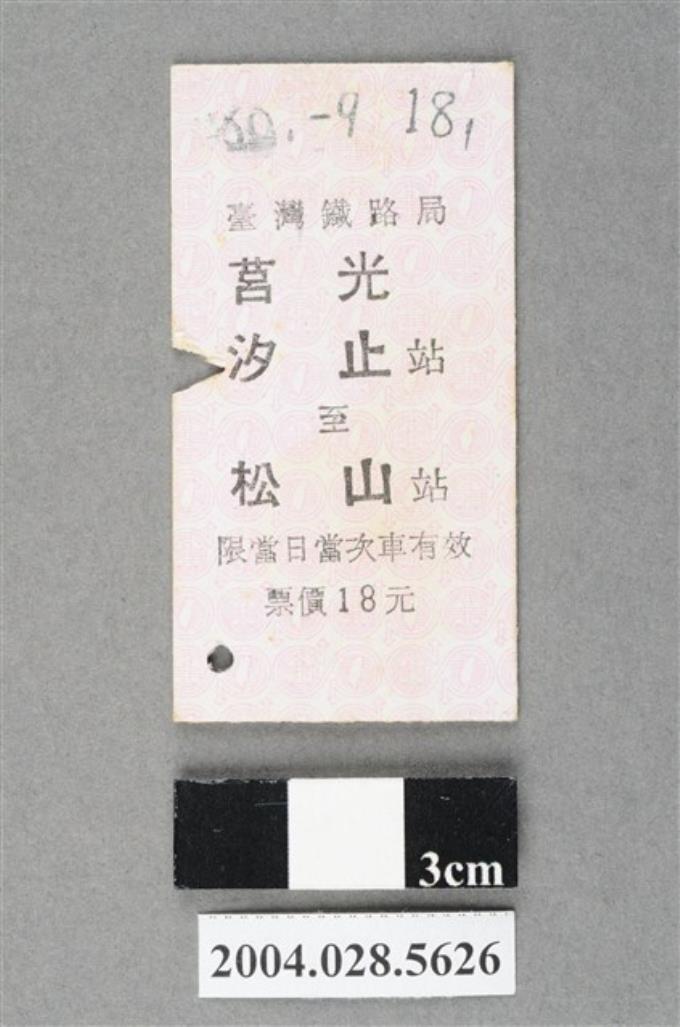 60.-9 18,
臺灣鐵路局
莒光
汐止站
至
松山站
限當日當次車有效
票價18元
3cm
2004.028.5626